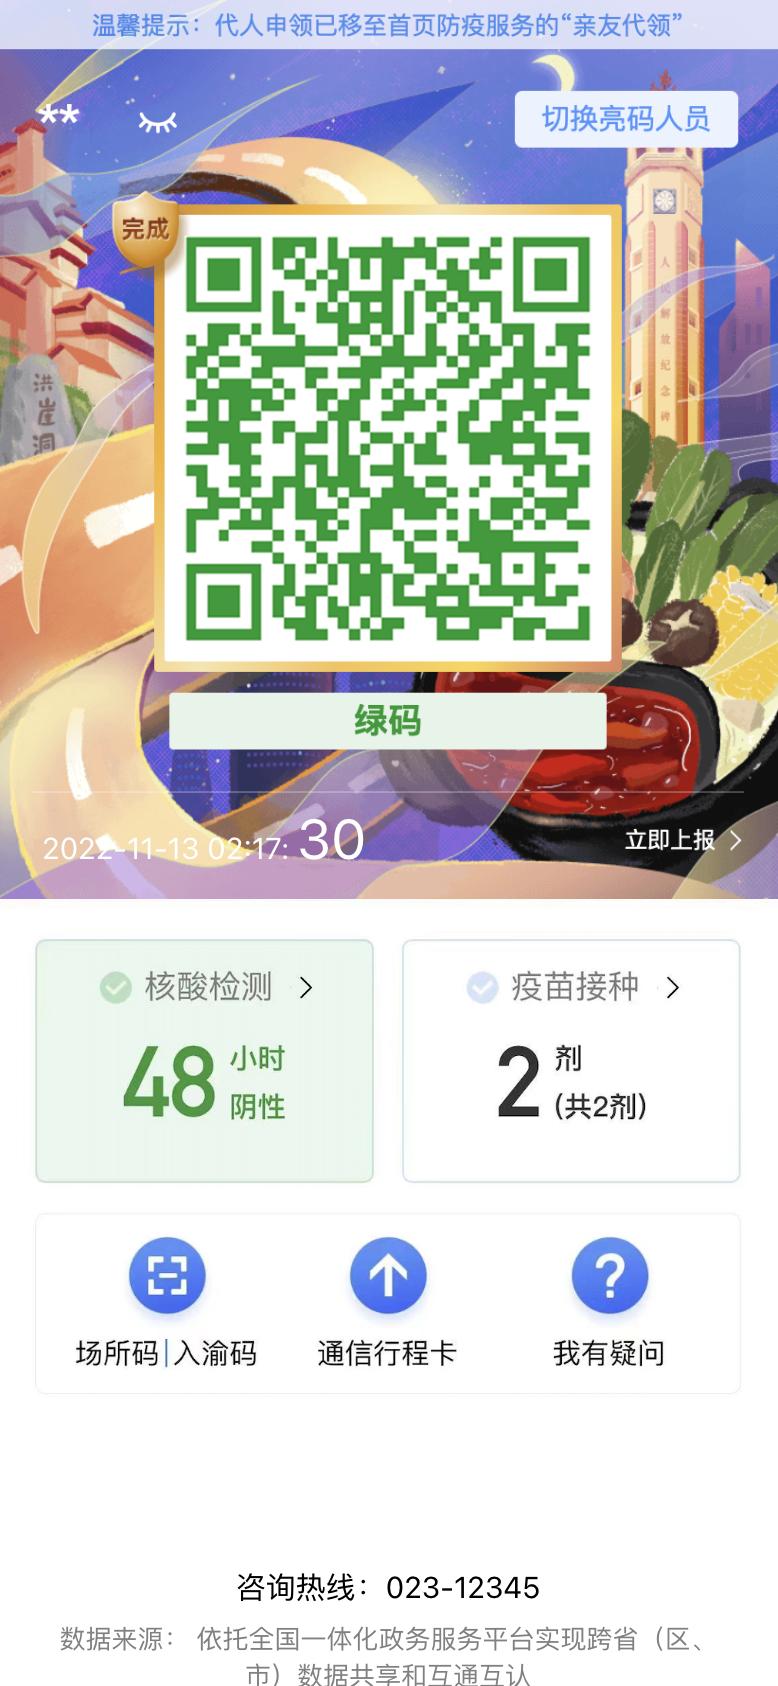 温馨提示：代人申领已移至首页防疫服务的“亲友代领”
**
切换亮码人员
完成
人民解放纪念碑
洪崖洞
绿码
2022-11-13 02:17: 30
立即上报
核酸检测
疫苗接种
48 小时 阴性
2 剂 (共2剂)
场所码|入渝码
通信行程卡
我有疑问
咨询热线：023-12345
数据来源： 依托全国一体化政务服务平台实现跨省（区、
市）数据共享和互通互认